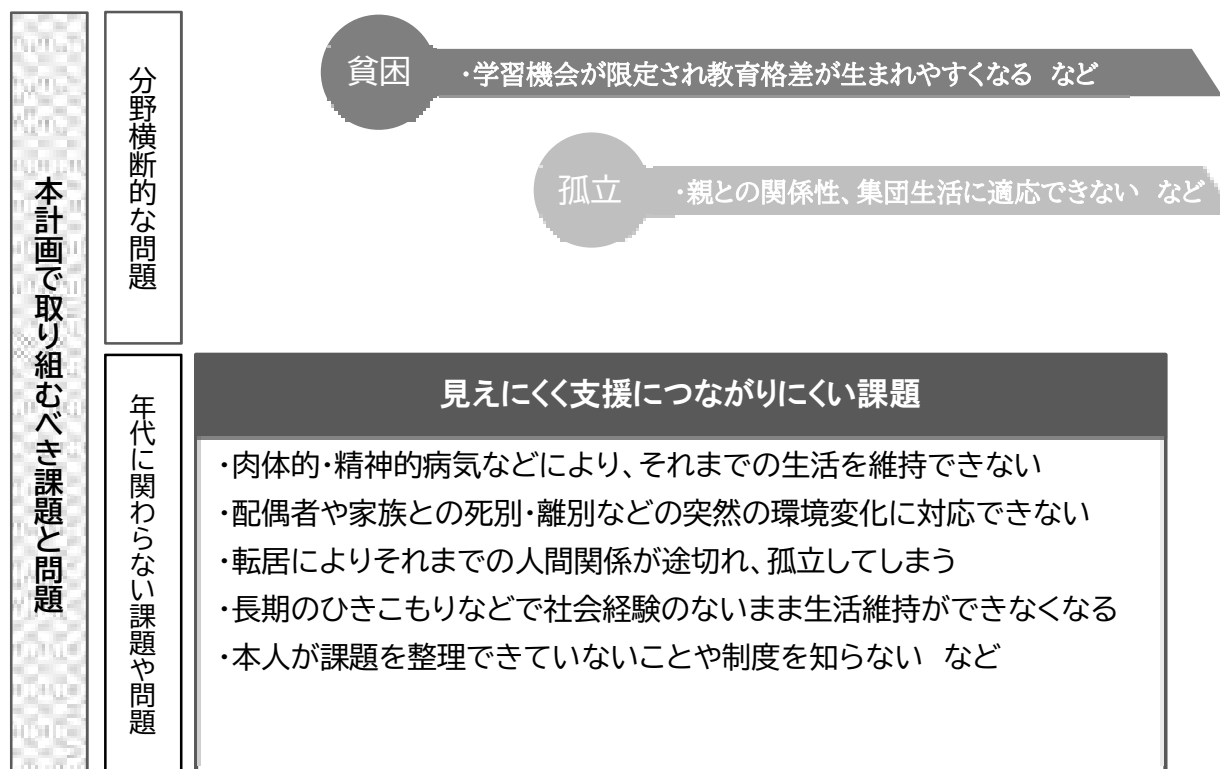 本計画で取り組むべき課題と問題
分野横断的な問題
貧困
・学習機会が限定され教育格差が生まれやすくなる など
孤立
・親との関係性、集団生活に適応できない など
年代に関わらない課題や問題
見えにくく支援につながりにくい課題
・肉体的・精神的病気などにより、それまでの生活を維持できない
・配偶者や家族との死別・離別などの突然の環境変化に対応できない
・転居によりそれまでの人間関係が途切れ、孤立してしまう
・長期のひきこもりなどで社会経験のないまま生活維持ができなくなる
・本人が課題を整理できていないことや制度を知らない など